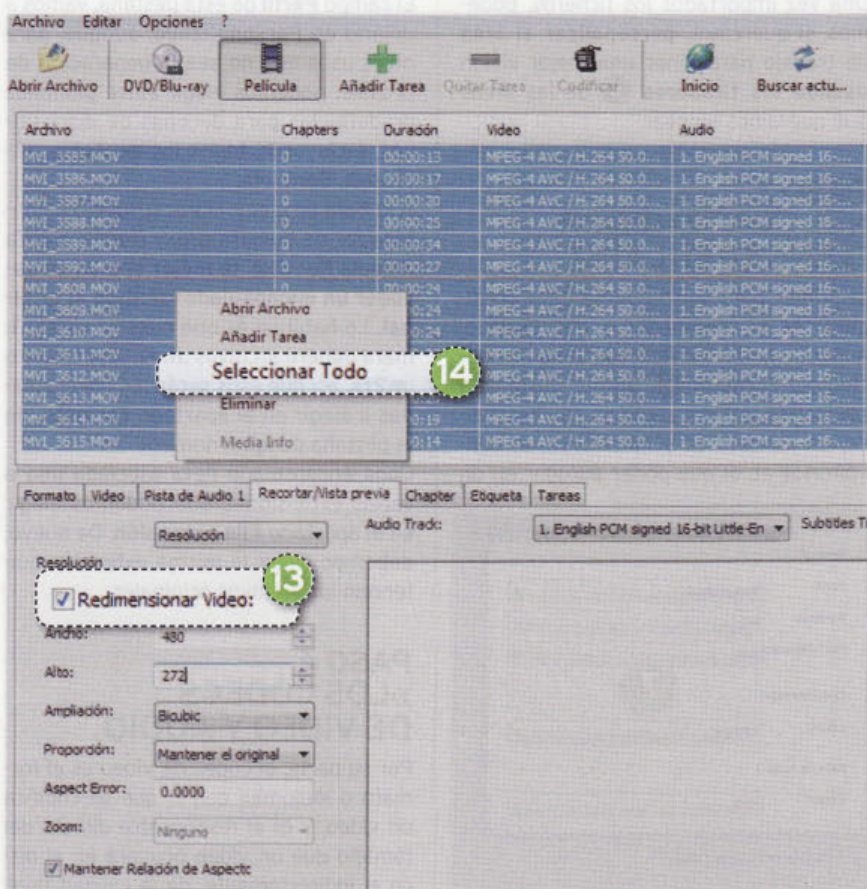 Archivo Editar Opciones ?
Abrir Archivo DVD/Blu-ray Película Añadir Tarea Quitar Tarea Codificar Inicio Buscar actu...
Archivo Chapters Duración Video Audio
MVI_3585.MOV 0 00:00:13 MPEG-4 AVC / H.264 50.0... 1. English PCM signed 16-...
MVI_3586.MOV 0 00:00:17 MPEG-4 AVC / H.264 50.0... 1. English PCM signed 16-...
MVI_3587.MOV 0 00:00:20 MPEG-4 AVC / H.264 50.0... 1. English PCM signed 16-...
MVI_3588.MOV 0 00:00:25 MPEG-4 AVC / H.264 50.0... 1. English PCM signed 16-...
MVI_3589.MOV 0 00:00:34 MPEG-4 AVC / H.264 50.0... 1. English PCM signed 16-...
MVI_3590.MOV 0 00:00:27 MPEG-4 AVC / H.264 50.0... 1. English PCM signed 16-...
MVI_3608.MOV 0 00:00:24 MPEG-4 AVC / H.264 50.0... 1. English PCM signed 16-...
MVI_3609.MOV 0:24 MPEG-4 AVC / H.264 50.0... 1. English PCM signed 16-...
MVI_3610.MOV 0:24 MPEG-4 AVC / H.264 50.0... 1. English PCM signed 16-...
MVI_3611.MOV MPEG-4 AVC / H.264 50.0... 1. English PCM signed 16-...
MVI_3612.MOV MPEG-4 AVC / H.264 50.0... 1. English PCM signed 16-...
MVI_3613.MOV MPEG-4 AVC / H.264 50.0... 1. English PCM signed 16-...
MVI_3614.MOV 0:19 MPEG-4 AVC / H.264 50.0... 1. English PCM signed 16-...
MVI_3615.MOV 0:14 MPEG-4 AVC / H.264 50.0... 1. English PCM signed 16-...
Abrir Archivo
Añadir Tarea
Seleccionar Todo 14
Eliminar
Media Info
Formato Video Pista de Audio 1 Recortar/Vista previa Chapter Etiqueta Tareas
Resolución Audio Track: 1. English PCM signed 16-bit Little-En Subtitles Tr
Resolución
Redimensionar Video: 13
Ancho: 480
Alto: 272
Ampliación: Bicubic
Proporción: Mantener el original
Aspect Error: 0.0000
Zoom: Ninguno
Mantener Relación de Aspecto